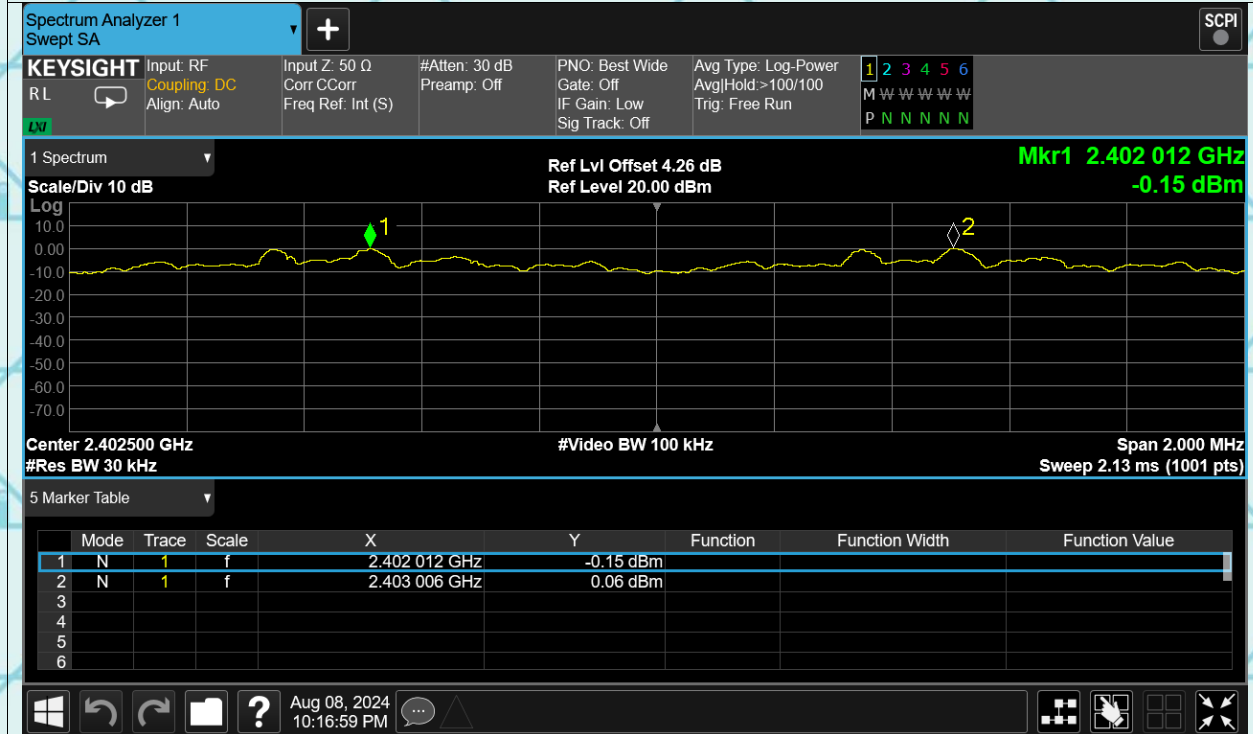 Spectrum Analyzer 1
Swept SA
+
SCPI
KEYSIGHT
RL
LXI
Input: RF
Coupling: DC
Align: Auto
Input Z: 50 Ω
Corr CCorr
Freq Ref: Int (S)
#Atten: 30 dB
Preamp: Off
PNO: Best Wide
Gate: Off
IF Gain: Low
Sig Track: Off
Avg Type: Log-Power
Avg|Hold:>100/100
Trig: Free Run
1 2 3 4 5 6
M W W W W W
P N N N N N
1 Spectrum
Scale/Div 10 dB
Ref Lvl Offset 4.26 dB
Ref Level 20.00 dBm
Mkr1 2.402 012 GHz
-0.15 dBm
Log
10.0
0.00
-10.0
-20.0
-30.0
-40.0
-50.0
-60.0
-70.0
1
2
Center 2.402500 GHz
#Video BW 100 kHz
Span 2.000 MHz
#Res BW 30 kHz
Sweep 2.13 ms (1001 pts)
5 Marker Table
Mode Trace Scale X Y Function Function Width Function Value
1 N 1 f 2.402 012 GHz -0.15 dBm
2 N 1 f 2.403 006 GHz 0.06 dBm
3
4
5
6
?
Aug 08, 2024
10:16:59 PM